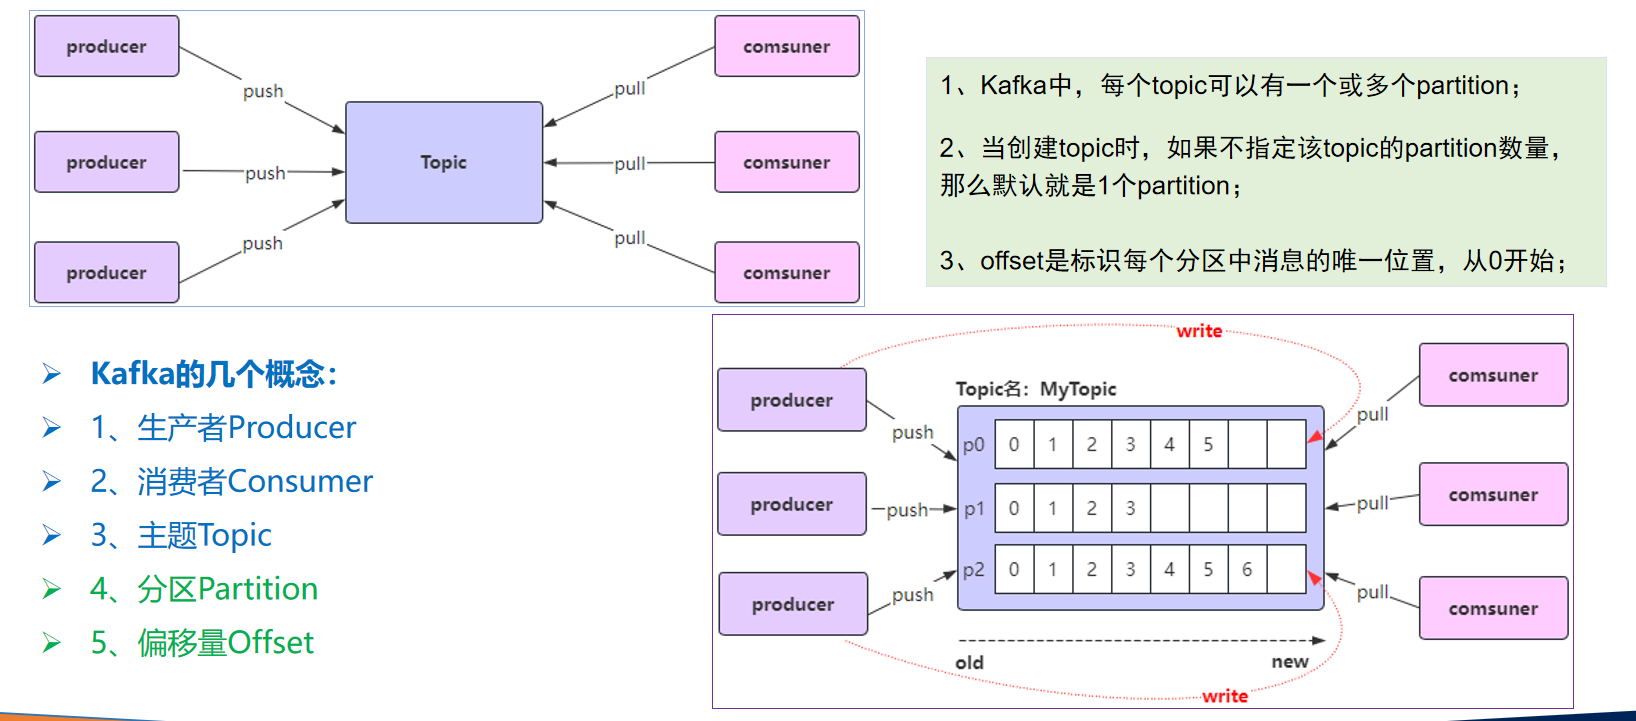 producer
push
comsuner
pull
producer
push
Topic
pull
comsuner
producer
push
pull
comsuner
1、Kafka中，每个topic可以有一个或多个partition；
2、当创建topic时，如果不指定该topic的partition数量，
那么默认就是1个partition；
3、offset是标识每个分区中消息的唯一位置，从0开始；
Kafka的几个概念：
1、生产者Producer
2、消费者Consumer
3、主题Topic
4、分区Partition
5、偏移量Offset
write
producer
push
Topic名：MyTopic
comsuner
pull
p0 0 1 2 3 4 5
producer
push
p1 0 1 2 3
pull
comsuner
p2 0 1 2 3 4 5 6
producer
push
pull
comsuner
old
new
write